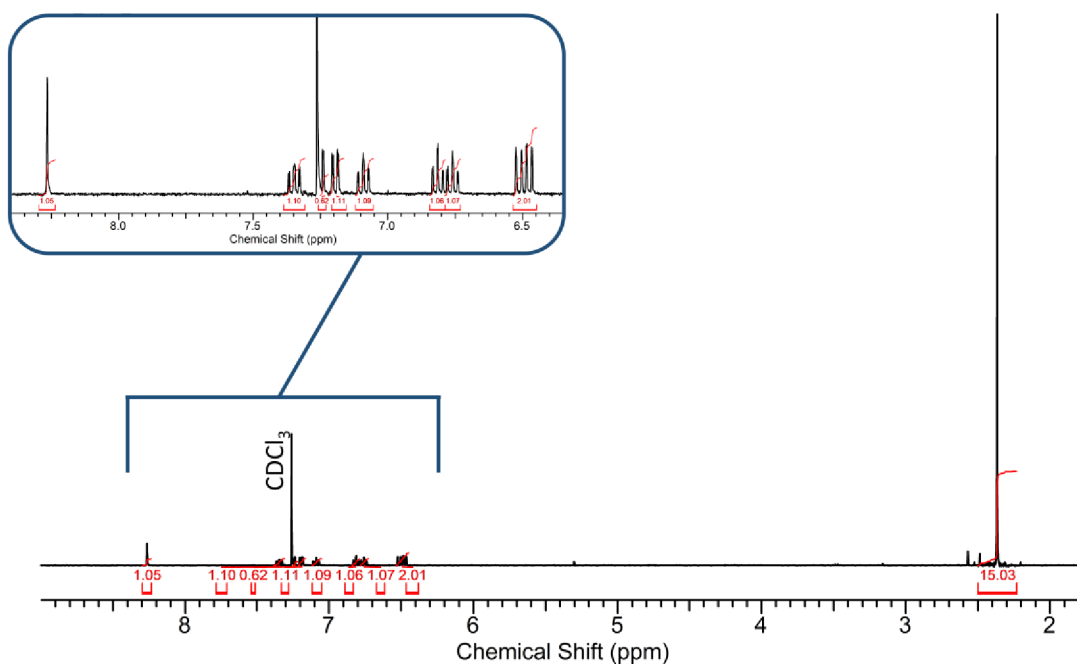 1.05 1.10 0.62 1.11 1.09 1.06 1.07 2.01
8.0 7.5 7.0 6.5
Chemical Shift (ppm)
CDCl3
1.05 1.10 0.62 1.11 1.09 1.06 1.07 2.01 15.03
8 7 6 5 4 3 2
Chemical Shift (ppm)